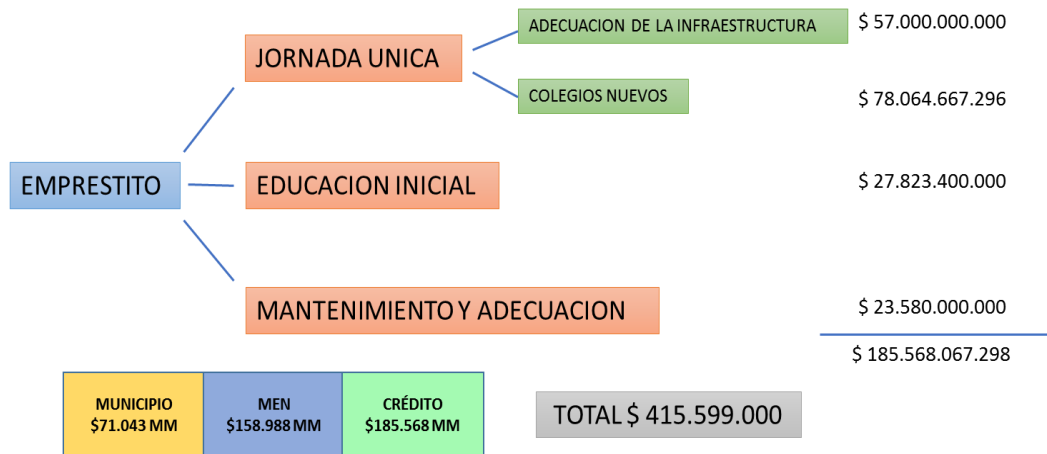 ADECUACION DE LA INFRAESTRUCTURA
$ 57.000.000.000
JORNADA UNICA
COLEGIOS NUEVOS
$ 78.064.667.296
EMPRESTITO
EDUCACION INICIAL
$ 27.823.400.000
MANTENIMIENTO Y ADECUACION
$ 23.580.000.000
$ 185.568.067.298
MUNICIPIO
$71.043 MM
MEN
$158.988 MM
CRÉDITO
$185.568 MM
TOTAL $ 415.599.000